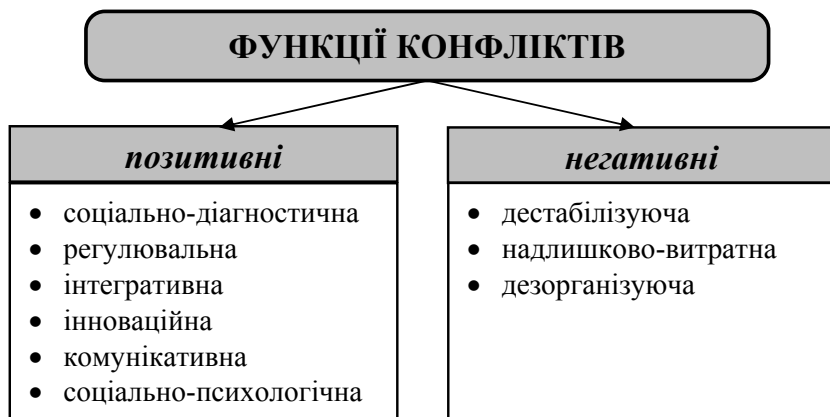 ФУНКЦІЇ КОНФЛІКТІВ
позитивні
• соціально-діагностична
• регулювальна
• інтегративна
• інноваційна
• комунікативна
• соціально-психологічна
негативні
• дестабілізуюча
• надлишково-витратна
• дезорганізуюча